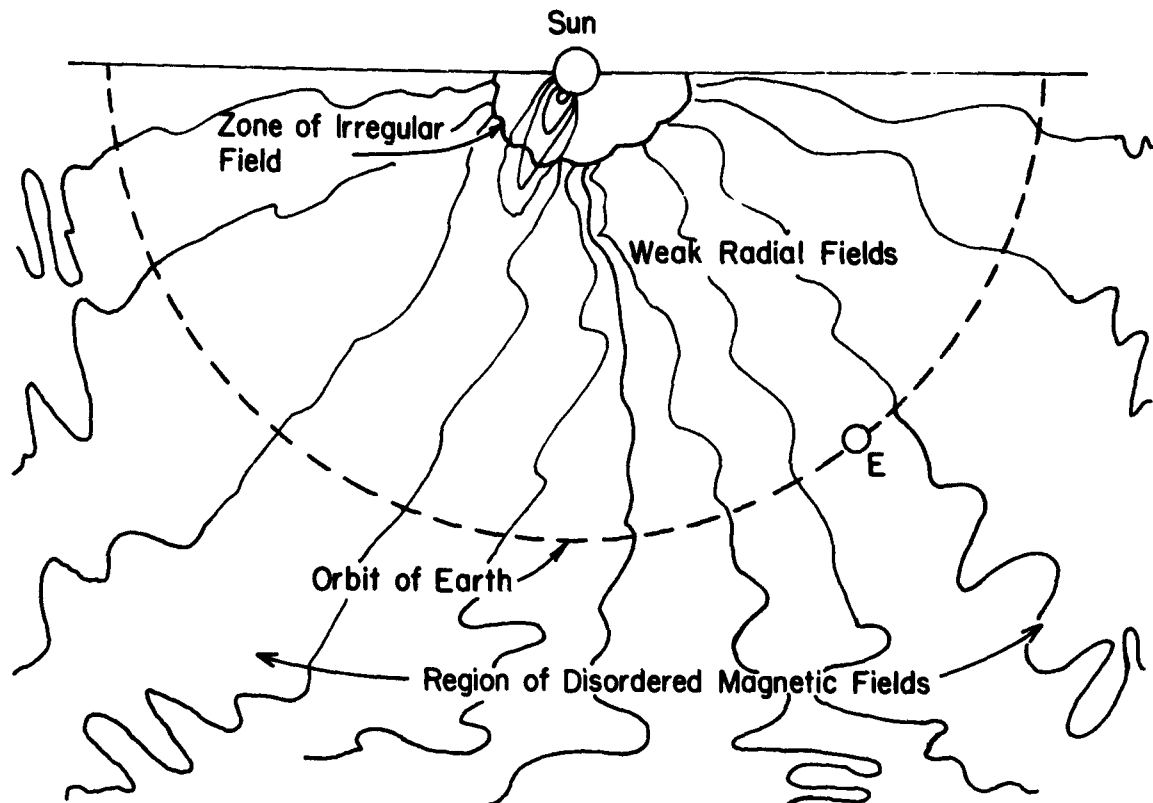 Sun
Zone of Irregular
Field
Weak Radial Fields
E
Orbit of Earth
Region of Disordered Magnetic Fields